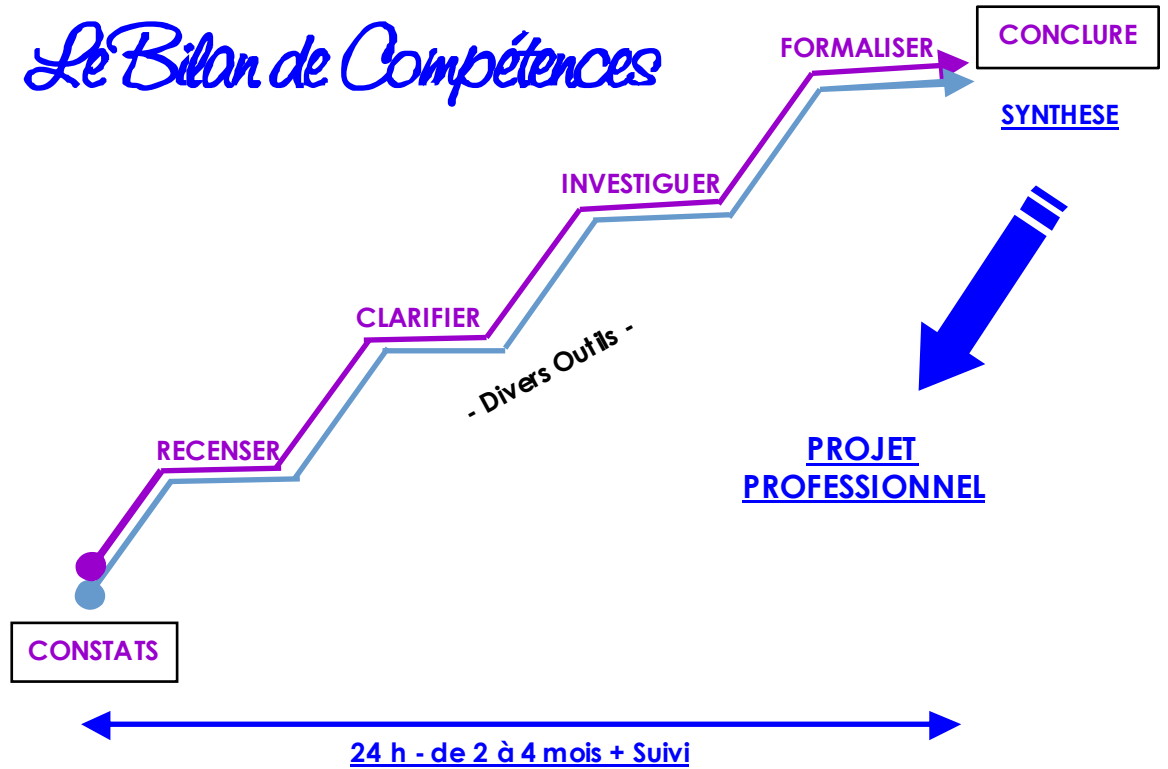 Le Bilan de Compétences
FORMALISER
CONCLURE
SYNTHESE
INVESTIGUER
CLARIFIER
- Divers Outils -
RECENSER
PROJET
PROFESSIONNEL
CONSTATS
24 h - de 2 à 4 mois + Suivi